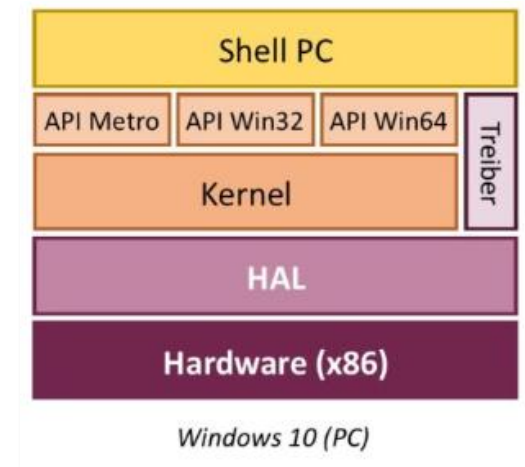 Shell PC
API Metro
API Win32
API Win64
Treiber
Kernel
HAL
Hardware (x86)
Windows 10 (PC)